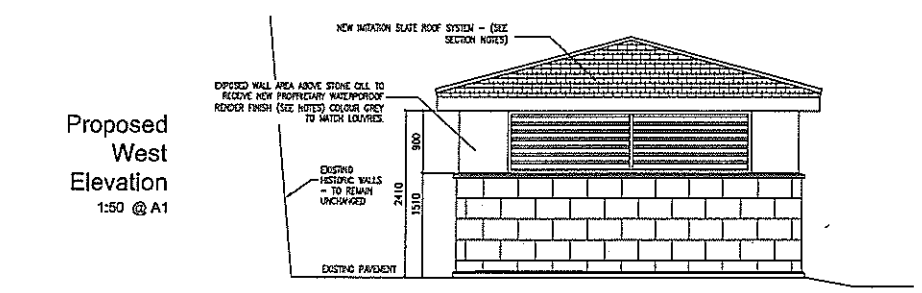 NEW IMITATION SLATE ROOF SYSTEM - (SEE
SECTION NOTES)
EXPOSED WALL AREA ABOVE STONE CILL TO
RECEIVE NEW PROPRIETARY WATERPOROOF
RENDER FINISH (SEE NOTES) COLOUR GREY
TO MATCH LOUVRES.
Proposed
West
Elevation
1:50 @ A1
900
2410
1510
EXISTING
HISTORIC WALLS
- TO REMAIN
UNCHANGED
EXISTING PAVEMENT